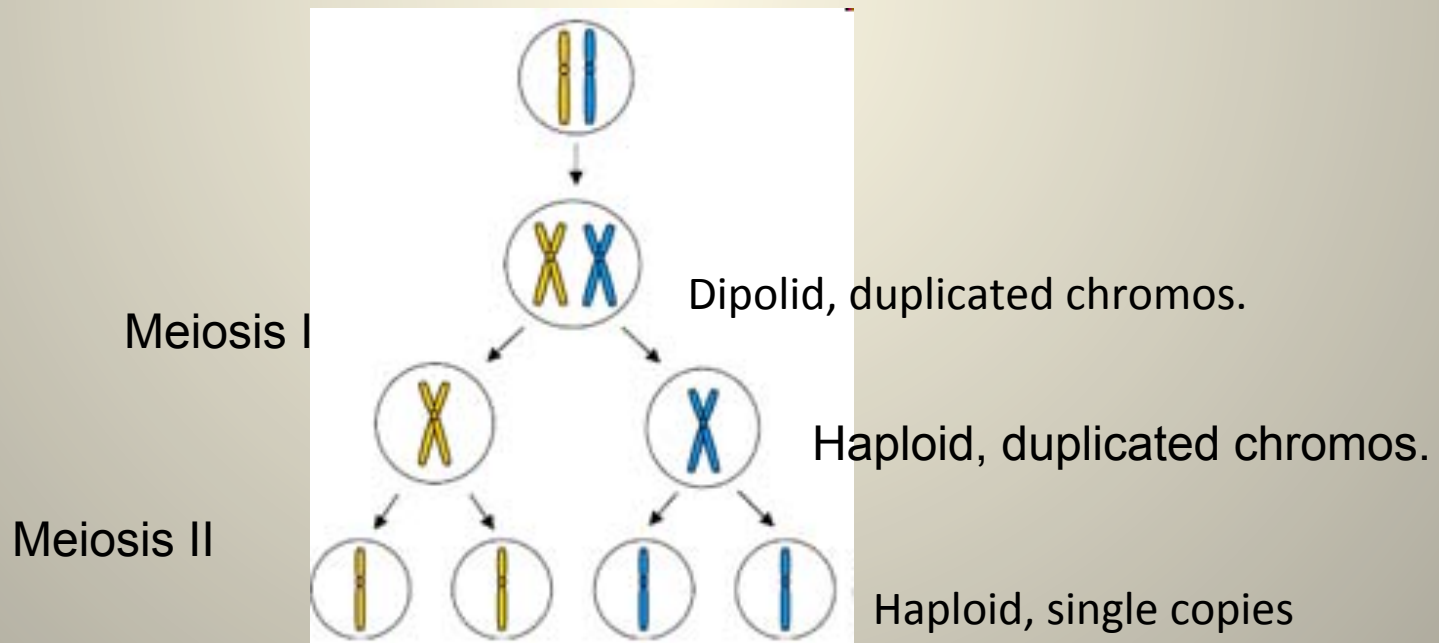 Dipolid, duplicated chromos.
Meiosis I
Haploid, duplicated chromos.
Meiosis II
Haploid, single copies